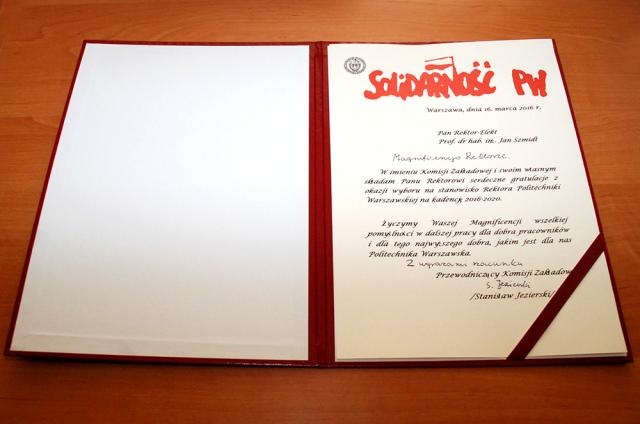 SOLIDARNOŚĆ PW
Warszawa, dnia 16. marca 2016 r.
Pan Rektor-Elekt
Prof. dr hab. inż. Jan Szmidt
Magnificencjo Rektorze.
W imieniu Komisji Zakładowej i swoim własnym
składam Panu Rektorowi serdeczne gratulacje z
okazji wyboru na stanowisko Rektora Politechniki
Warszawskiej na kadencję 2016-2020.
Życzymy Waszej Magnificencji wszelkiej
pomyślności w dalszej pracy dla dobra pracowników
i dla tego najwyższego dobra, jakim jest dla nas
Politechnika Warszawska.
Z wyrazami szacunku
Przewodniczący Komisji Zakładow
S. Jezierski
/Stanisław Jezierski/